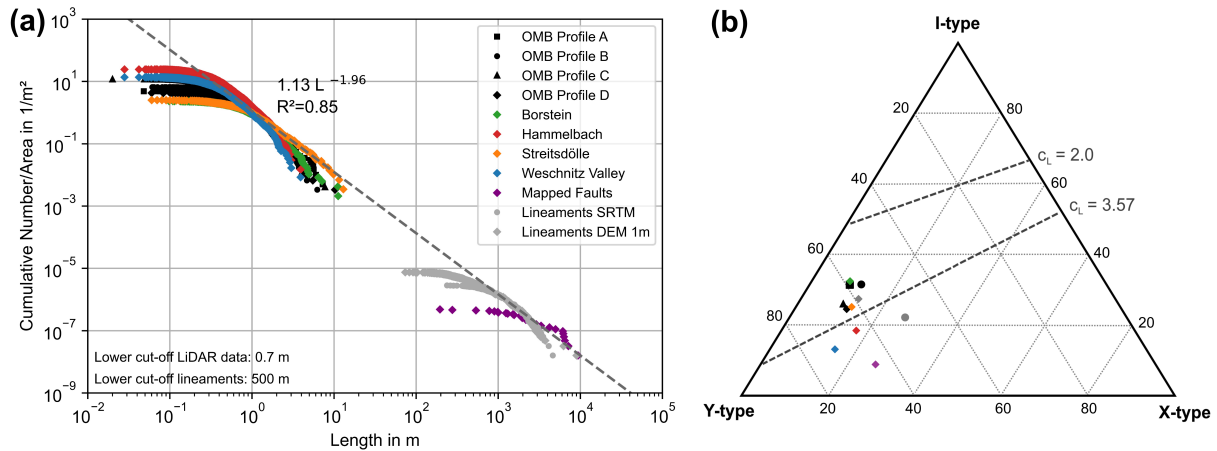 (a)
10³
10¹
10⁻¹
10⁻³
10⁻⁵
10⁻⁷
10⁻⁹
Cumulative Number/Area in 1/m²
1.13 L⁻¹·⁹⁶
R²=0.85
OMB Profile A
OMB Profile B
OMB Profile C
OMB Profile D
Borstein
Hammelbach
Streitsdölle
Weschnitz Valley
Mapped Faults
Lineaments SRTM
Lineaments DEM 1m
Lower cut-off LiDAR data: 0.7 m
Lower cut-off lineaments: 500 m
10⁻² 10⁻¹ 10⁰ 10¹ 10² 10³ 10⁴ 10⁵
Length in m
(b)
I-type
20 80
c_L = 2.0
40 60
c_L = 3.57
60 40
80 20
Y-type 20 40 60 80 X-type